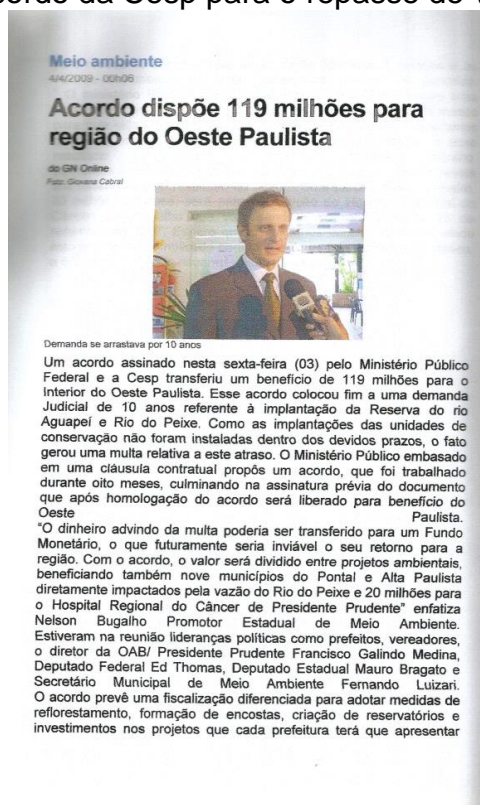 Cesp para o repasse do
Meio ambiente
4/4/2009 - 00h06
Acordo dispõe 119 milhões para
região do Oeste Paulista
do GN Online
Foto: Giovana Cabral
Demanda se arrastava por 10 anos
Um acordo assinado nesta sexta-feira (03) pelo Ministério Público
Federal e a Cesp transferiu um benefício de 119 milhões para o
Interior do Oeste Paulista. Esse acordo colocou fim a uma demanda
Judicial de 10 anos referente à implantação da Reserva do rio
Aguapeí e Rio do Peixe. Como as implantações das unidades de
conservação não foram instaladas dentro dos devidos prazos, o fato
gerou uma multa relativa a este atraso. O Ministério Público embasado
em uma cláusula contratual propôs um acordo, que foi trabalhado
durante oito meses, culminando na assinatura prévia do documento
que após homologação do acordo será liberado para benefício do
Oeste Paulista.
"O dinheiro advindo da multa poderia ser transferido para um Fundo
Monetário, o que futuramente seria inviável o seu retorno para a
região. Com o acordo, o valor será dividido entre projetos ambientais,
beneficiando também nove municípios do Pontal e Alta Paulista
diretamente impactados pela vazão do Rio do Peixe e 20 milhões para
o Hospital Regional do Câncer de Presidente Prudente" enfatiza
Nelson Bugalho Promotor Estadual de Meio Ambiente.
Estiveram na reunião lideranças políticas como prefeitos, vereadores,
o diretor da OAB/ Presidente Prudente Francisco Galindo Medina,
Deputado Federal Ed Thomas, Deputado Estadual Mauro Bragato e
Secretário Municipal de Meio Ambiente Fernando Luizari.
O acordo prevê uma fiscalização diferenciada para adotar medidas de
reflorestamento, formação de encostas, criação de reservatórios e
investimentos nos projetos que cada prefeitura terá que apresentar